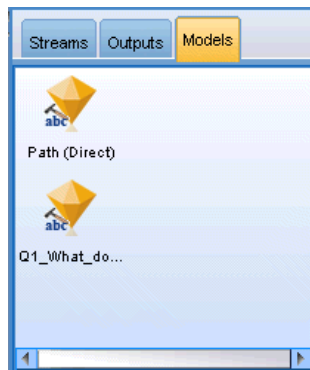 Streams Outputs Models
abc
Path (Direct)
abc
Q1_What_do...